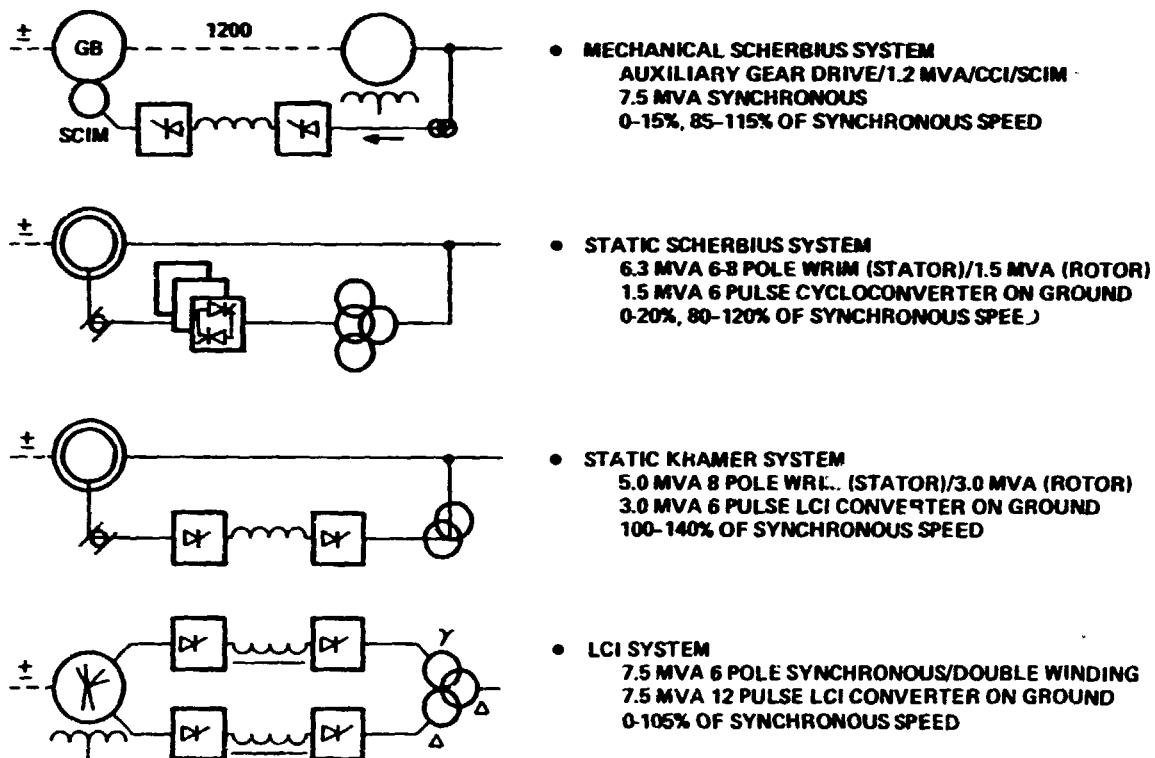 ± GB 1200
SCIM
• MECHANICAL SCHERBIUS SYSTEM
AUXILIARY GEAR DRIVE/1.2 MVA/CCI/SCIM
7.5 MVA SYNCHRONOUS
0-15%, 85-115% OF SYNCHRONOUS SPEED
±
• STATIC SCHERBIUS SYSTEM
6.3 MVA 6-8 POLE WRIM (STATOR)/1.5 MVA (ROTOR)
1.5 MVA 6 PULSE CYCLOCONVERTER ON GROUND
0-20%, 80-120% OF SYNCHRONOUS SPEED
±
• STATIC KRAMER SYSTEM
5.0 MVA 8 POLE (STATOR)/3.0 MVA (ROTOR)
3.0 MVA 6 PULSE LCI CONVERTER ON GROUND
100-140% OF SYNCHRONOUS SPEED
±
Y
Δ
Δ
• LCI SYSTEM
7.5 MVA 6 POLE SYNCHRONOUS/DOUBLE WINDING
7.5 MVA 12 PULSE LCI CONVERTER ON GROUND
0-105% OF SYNCHRONOUS SPEED